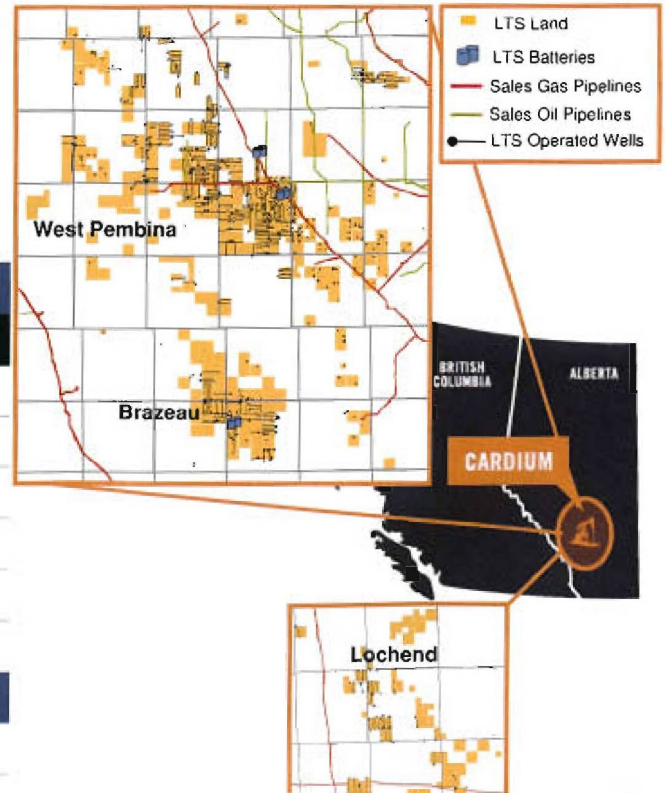 LTS Land
LTS Batteries
Sales Gas Pipelines
Sales Oil Pipelines
LTS Operated Wells
West Pembina
Brazeau
BRITISH
COLUMBIA
ALBERTA
CARDIUM
Lochend